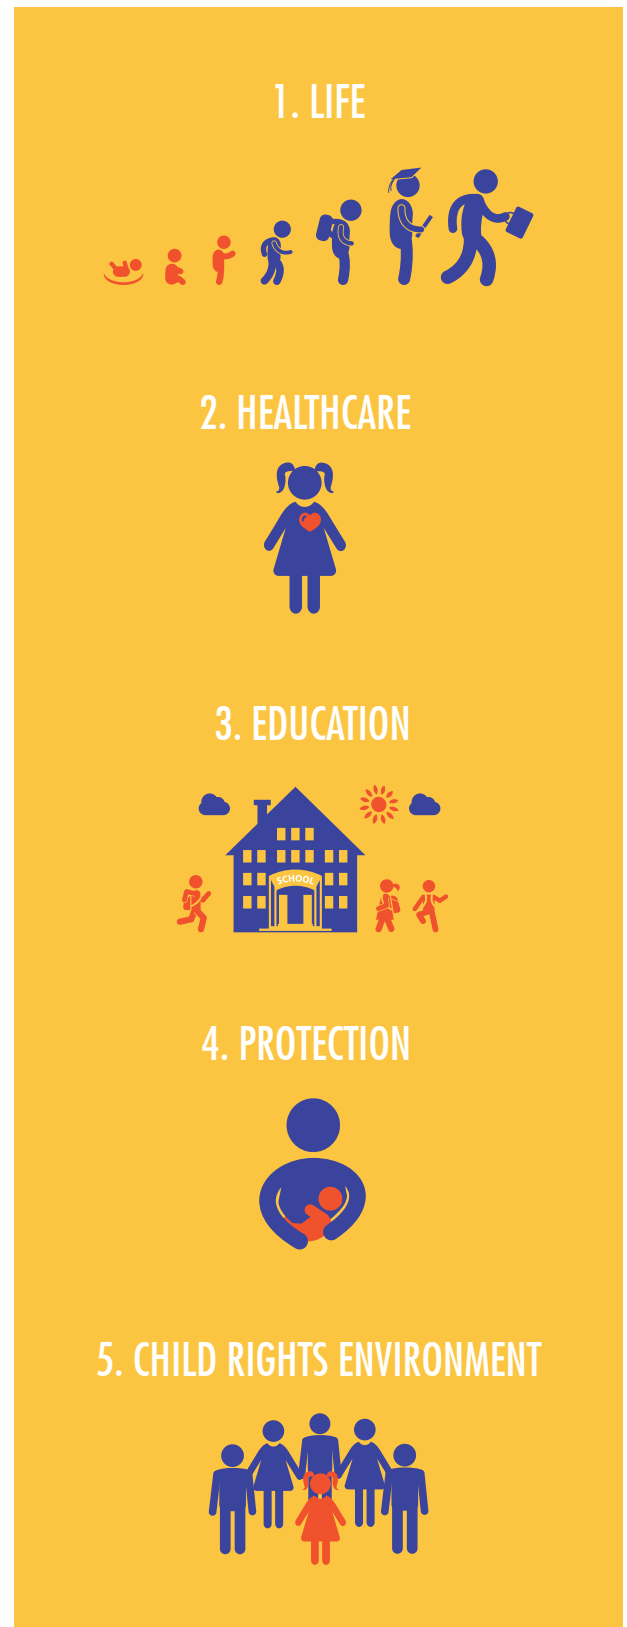 1. LIFE
2. HEALTHCARE
3. EDUCATION
SCHOOL
4. PROTECTION
5. CHILD RIGHTS ENVIRONMENT